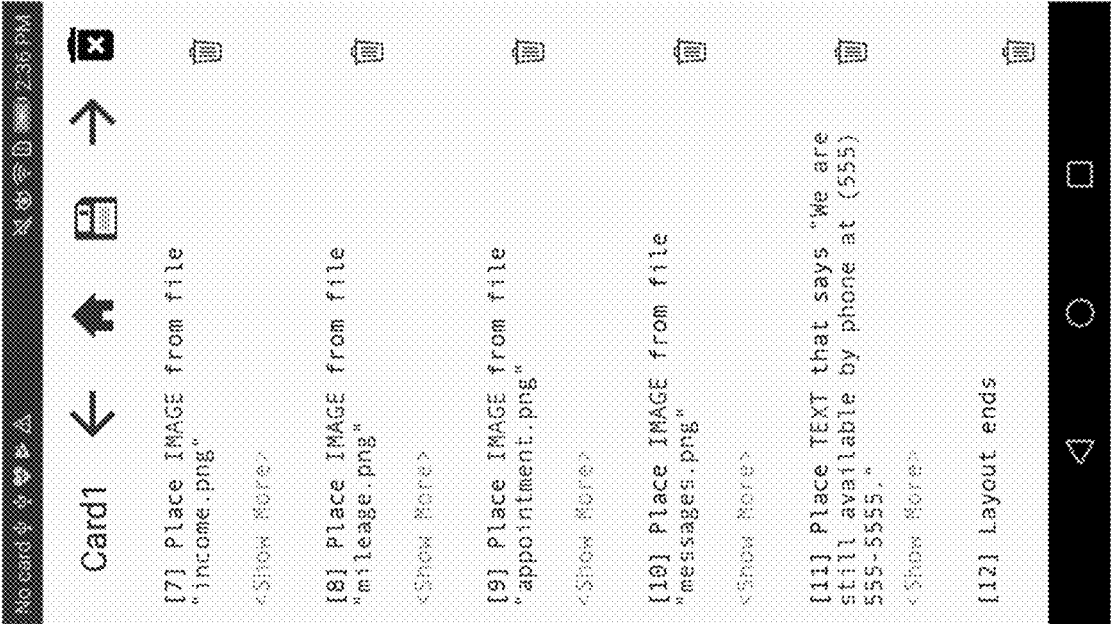 No card
2:36 PM
Card1
[7] Place IMAGE from file
"income.png"
<Show More>
[8] Place IMAGE from file
"mileage.png"
<Show More>
[9] Place IMAGE from file
"appointment.png"
<Show More>
[10] Place IMAGE from file
"messages.png"
<Show More>
[11] Place TEXT that says "We are
still available by phone at (555)
555-5555."
<Show More>
[12] Layout ends